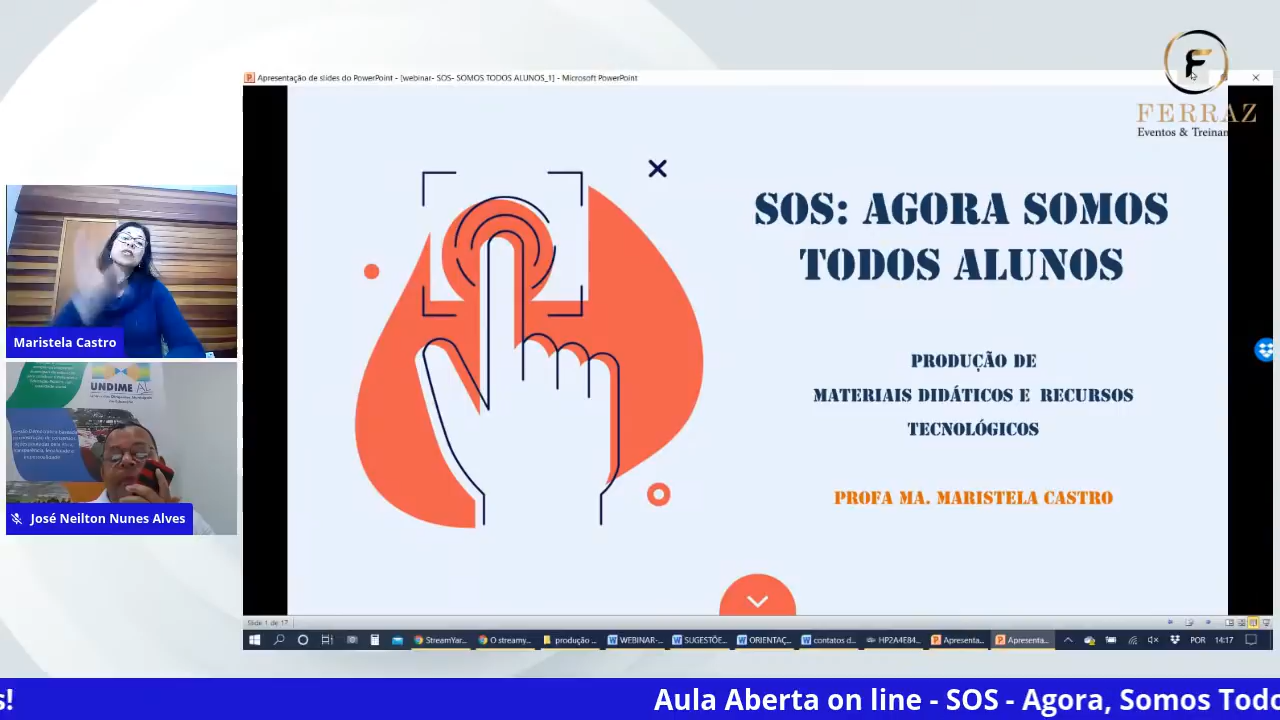 Apresentação de slides do PowerPoint - [webinar- SOS- SOMOS TODOS ALUNOS_1] - Microsoft PowerPoint
F
FERRAZ
Eventos & Treinam
SOS: AGORA SOMOS
TODOS ALUNOS
PRODUÇÃO DE
MATERIAIS DIDÁTICOS E RECURSOS
TECNOLÓGICOS
PROFA MA. MARISTELA CASTRO
Maristela Castro
UNDIME AL
José Neilton Nunes Alves
Slide 1 de 17
StreamYar...
O streamy...
produção ...
WEBINAR-...
SUGESTÕE...
ORIENTAÇ...
contatos d...
HP2A4E84...
Apresenta...
Apresenta...
POR
14:17
s!
Aula Aberta on line - SOS - Agora, Somos Todo